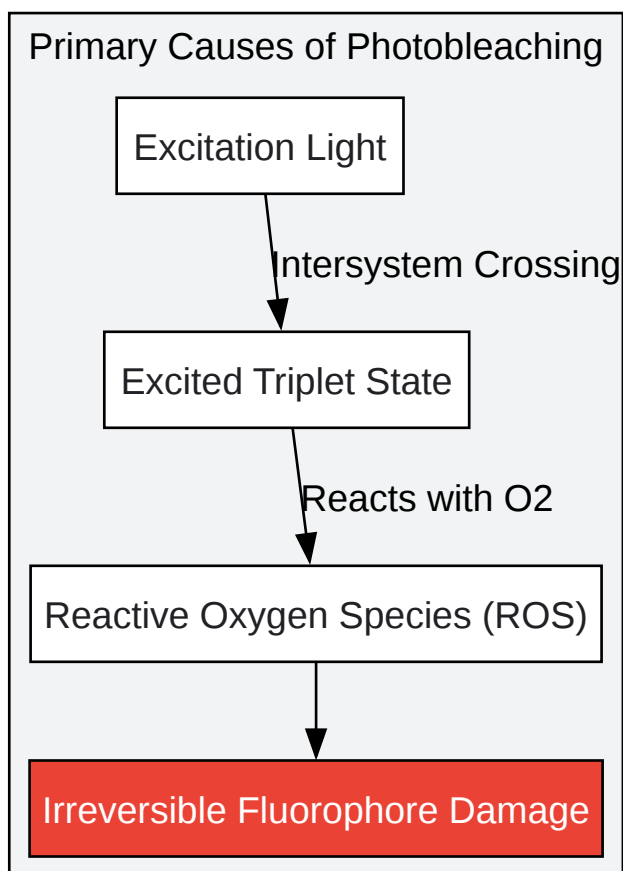 Primary Causes of Photobleaching
Excitation Light
Intersystem Crossing
Excited Triplet State
Reacts with O2
Reactive Oxygen Species (ROS)
Irreversible Fluorophore Damage